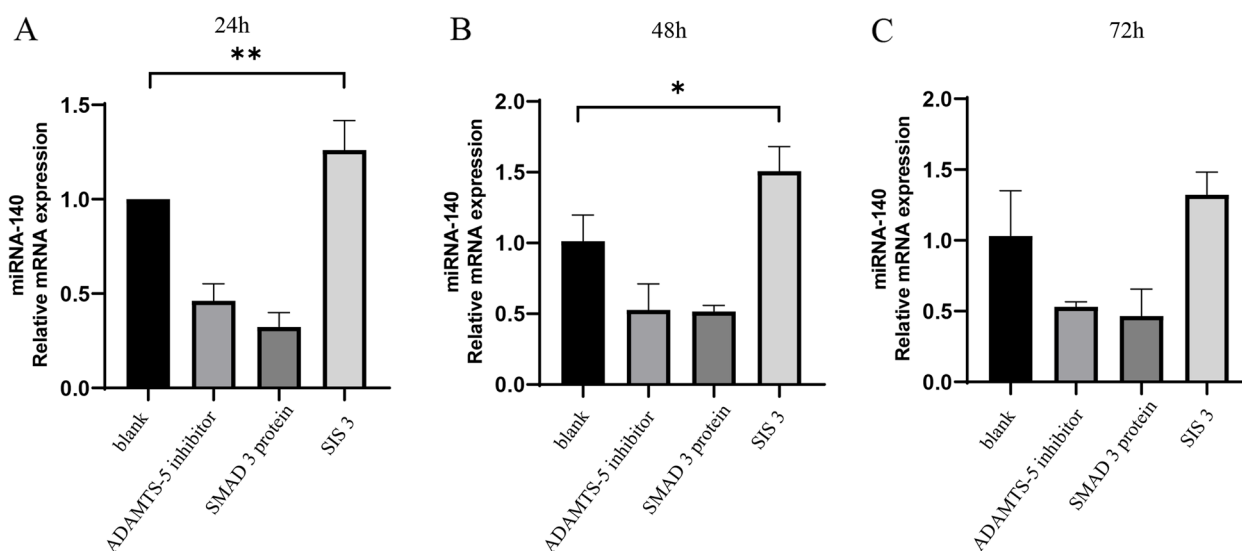 A
24h
**
miRNA-140
Relative mRNA expression
1.5
1.0
0.5
0.0
blank
ADAMTS-5 inhibitor
SMAD 3 protein
SIS 3
B
48h
*
miRNA-140
Relative mRNA expression
2.0
1.5
1.0
0.5
0.0
blank
ADAMTS-5 inhibitor
SMAD 3 protein
SIS 3
C
72h
miRNA-140
Relative mRNA expression
2.0
1.5
1.0
0.5
0.0
blank
ADAMTS-5 inhibitor
SMAD 3 protein
SIS 3